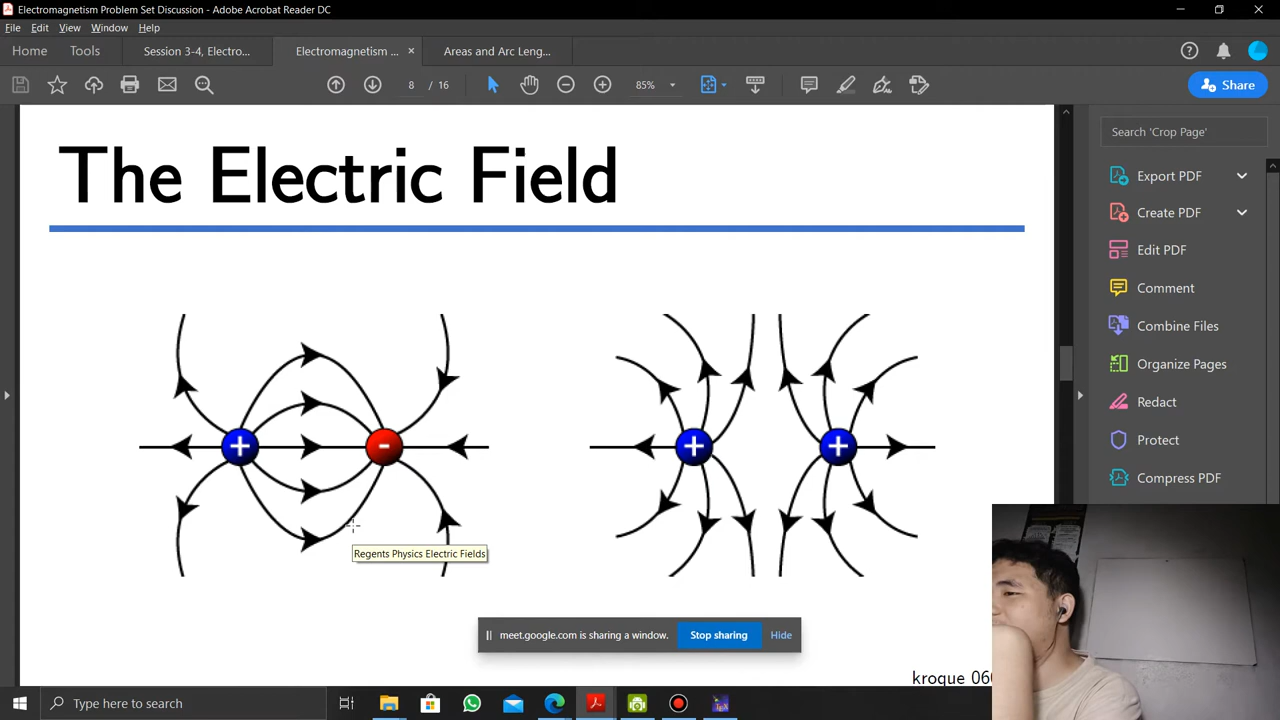 Electromagnetism Problem Set Discussion - Adobe Acrobat Reader DC
File Edit View Window Help
Home Tools Session 3-4, Electro... Electromagnetism ... × Areas and Arc Leng...
8 / 16 85% Share
The Electric Field
+ - + +
Regents Physics Electric Fields
meet.google.com is sharing a window. Stop sharing Hide
kroque 06
Search 'Crop Page'
Export PDF
Create PDF
Edit PDF
Comment
Combine Files
Organize Pages
Redact
Protect
Compress PDF
Type here to search